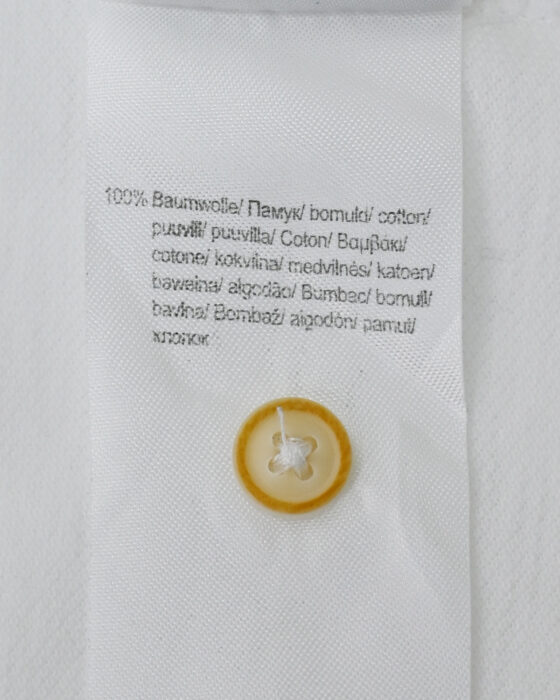 100% Baumwolle/ Памук/ bomuld/ cotton/
puuvill/ puuvilla/ Coton/ Βαμβάκι/
cotone/ kokvilna/ medvilnės/ katoen/
bawełna/ algodão/ Bumbac/ bomull/
bavlna/ Bombaž/ algodón/ pamut/
хлопок